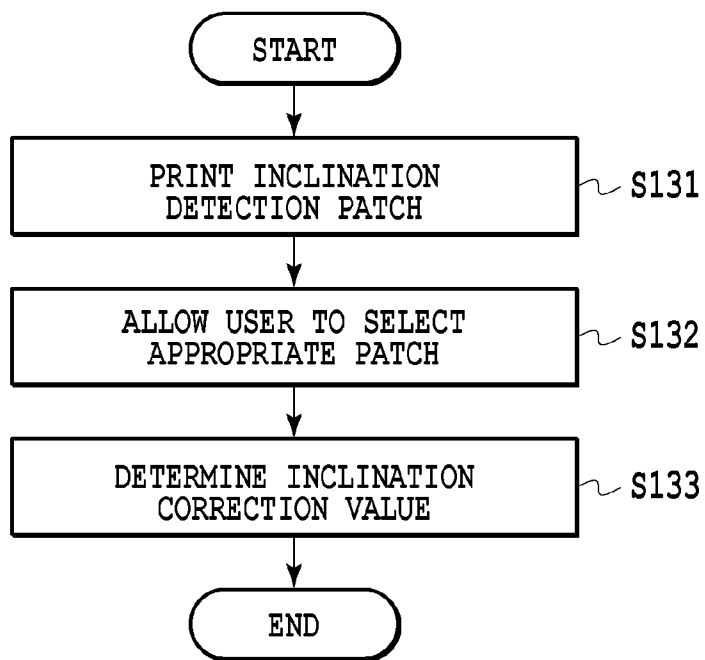 START
PRINT INCLINATION
DETECTION PATCH
S131
ALLOW USER TO SELECT
APPROPRIATE PATCH
S132
DETERMINE INCLINATION
CORRECTION VALUE
S133
END